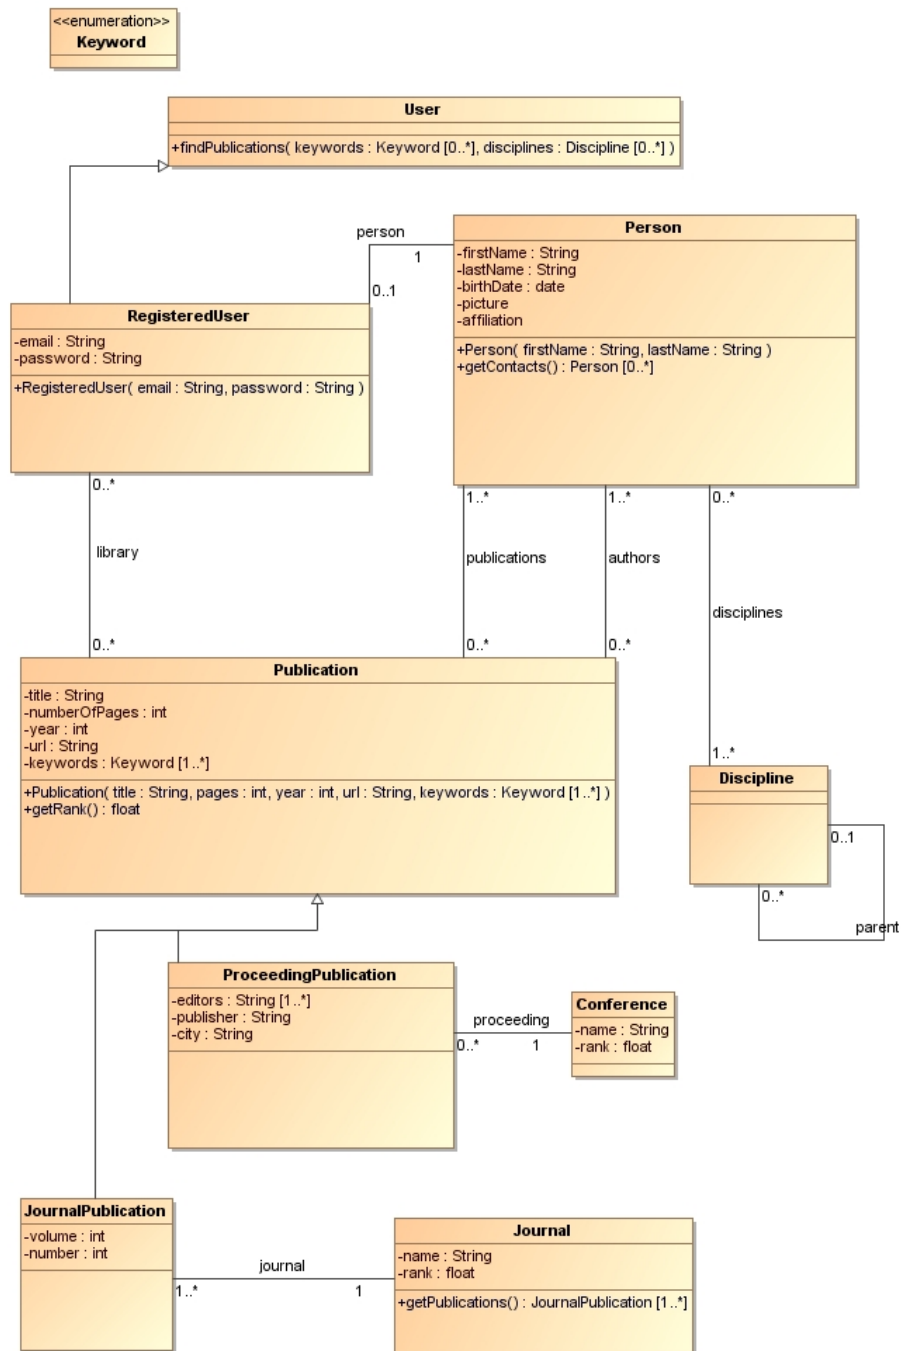 <<enumeration>>
Keyword
User
+findPublications( keywords : Keyword [0..*], disciplines : Discipline [0..*] )
person
1
0..1
Person
-firstName : String
-lastName : String
-birthDate : date
-picture
-affiliation
+Person( firstName : String, lastName : String )
+getContacts() : Person [0..*]
RegisteredUser
-email : String
-password : String
+RegisteredUser( email : String, password : String )
0..*
library
0..*
1..*
publications
0..*
1..*
authors
0..*
0..*
disciplines
1..*
Publication
-title : String
-numberOfPages : int
-year : int
-url : String
-keywords : Keyword [1..*]
+Publication( title : String, pages : int, year : int, url : String, keywords : Keyword [1..*] )
+getRank() : float
Discipline
0..1
0..*
parent
ProceedingPublication
-editors : String [1..*]
-publisher : String
-city : String
proceeding
0..*
1
Conference
-name : String
-rank : float
JournalPublication
-volume : int
-number : int
journal
1..*
1
Journal
-name : String
-rank : float
+getPublications() : JournalPublication [1..*]